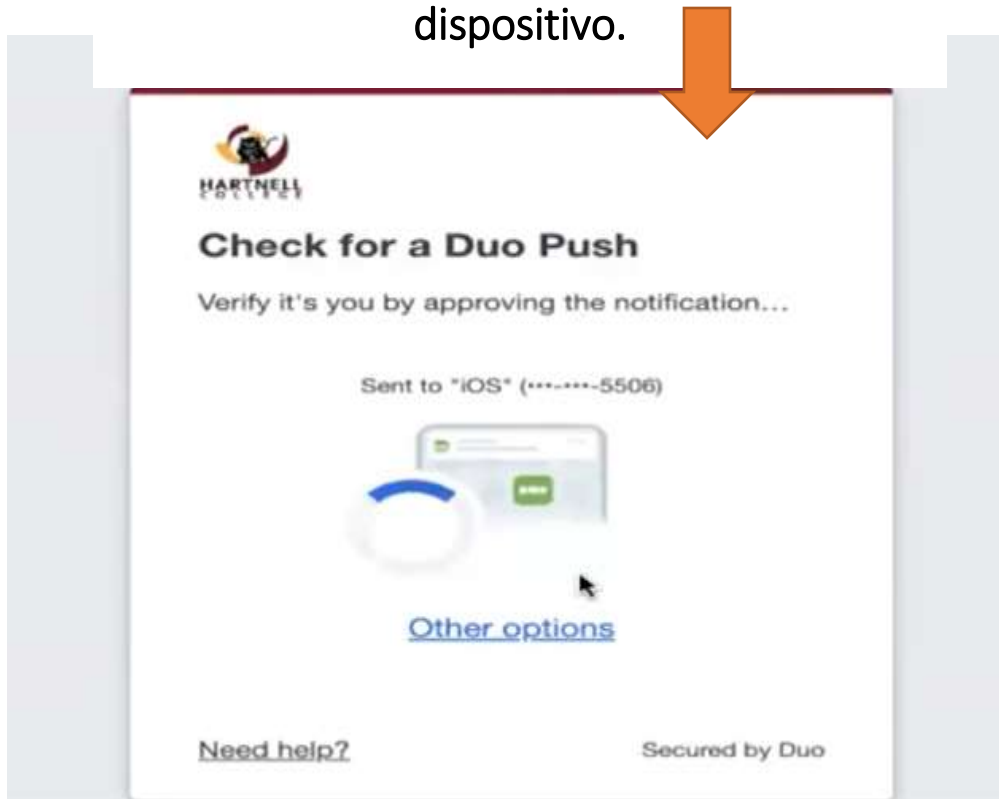 dispositivo.
HARTNELL
COLLEGE
Check for a Duo Push
Verify it's you by approving the notification...
Sent to "iOS" (•••-•••-5506)
Other options
Need help?
Secured by Duo